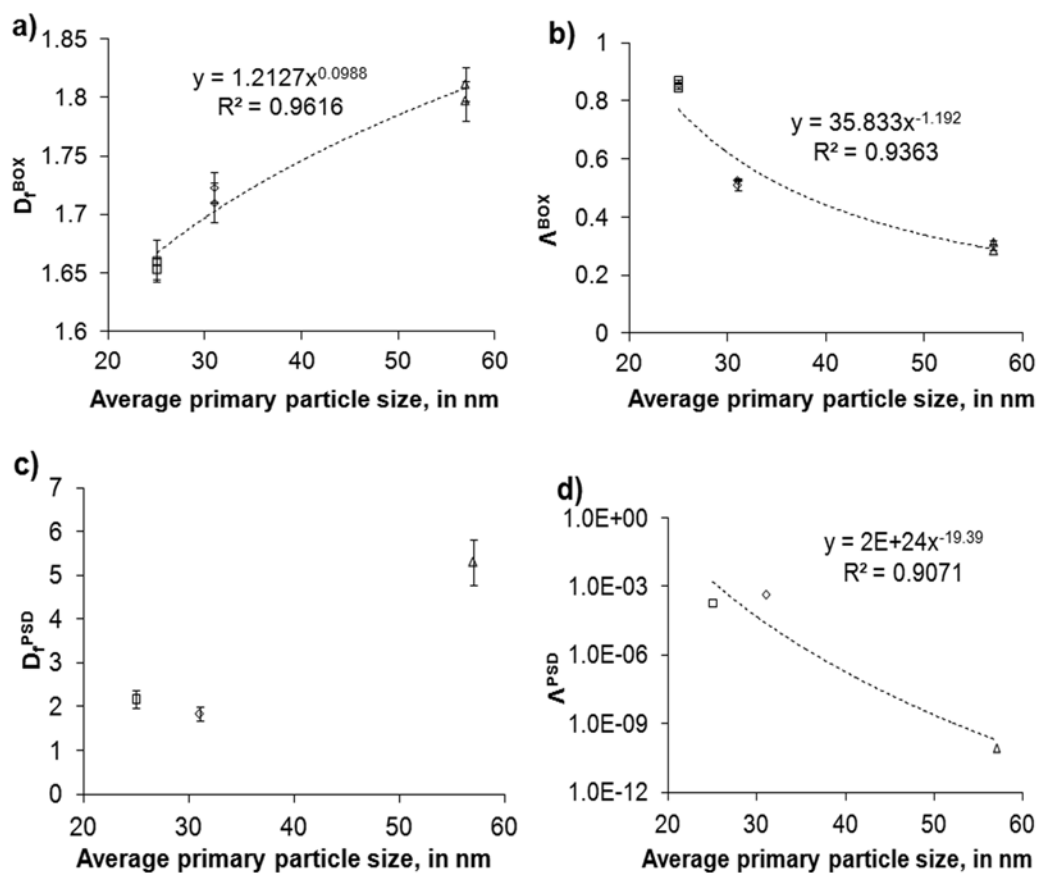 a)
1.85
1.8
1.75
1.7
1.65
1.6
y = 1.2127x^0.0988
R² = 0.9616
D_f^BOX
20 30 40 50 60
Average primary particle size, in nm
b)
1
0.8
0.6
0.4
0.2
0
y = 35.833x^-1.192
R² = 0.9363
Λ^BOX
20 30 40 50 60
Average primary particle size, in nm
c)
7
6
5
4
3
2
1
0
D_f^PSD
20 30 40 50 60
Average primary particle size, in nm
d)
1.0E+00
1.0E-03
1.0E-06
1.0E-09
1.0E-12
y = 2E+24x^-19.39
R² = 0.9071
Λ^PSD
20 30 40 50 60
Average primary particle size, in nm